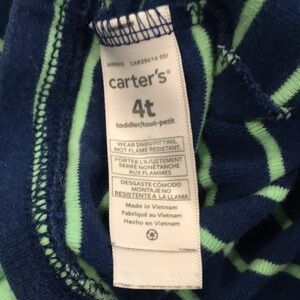 carter's®
4t
toddler/tout-petit
WEAR SNUG-FITTING,
NOT FLAME RESISTANT.
PORTER L'AJUSTEMENT
SERRÉ NON ÉTANCHE
AUX FLAMMES
DESGASTE CÓMODO
MONTAJE NO
RESISTENTE A LA LLAMA
Made in Vietnam
Fabriqué au Vietnam
Hecho en Vietnam